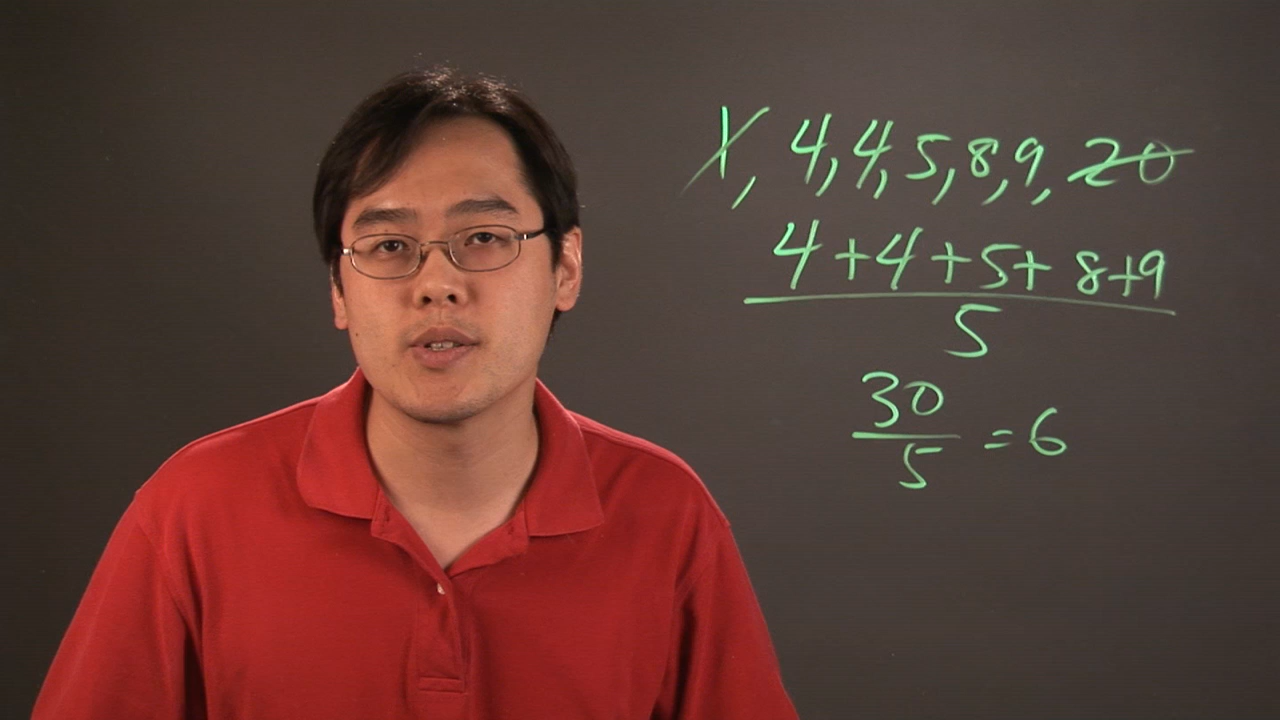 1, 4, 4, 5, 8, 9, 20
4+4+5+8+9
5
30
5 = 6